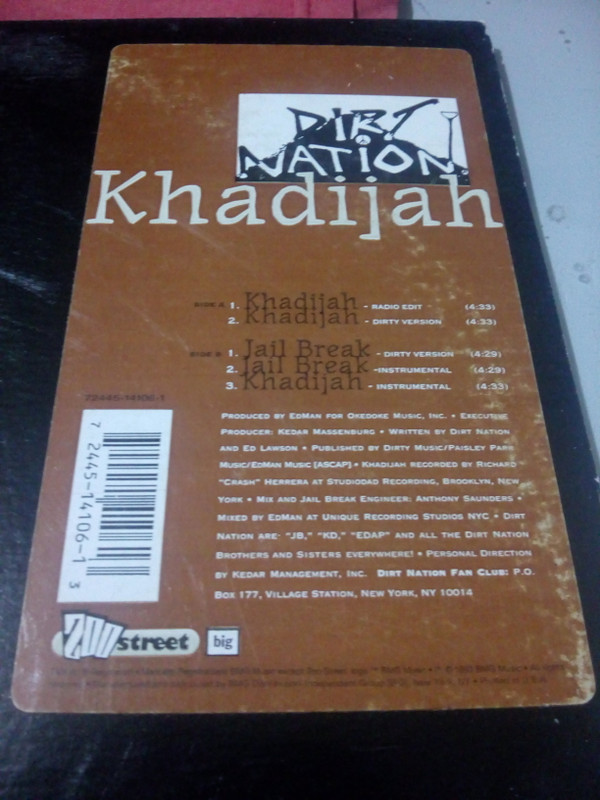 DIRT
NATION
Khadijah
SIDE A 1. Khadijah - RADIO EDIT (4:33)
2. Khadijah - DIRTY VERSION (4:33)
SIDE B 1. Jail Break - DIRTY VERSION (4:29)
2. Jail Break -INSTRUMENTAL (4:29)
3. Khadijah - INSTRUMENTAL (4:33)
72445-14106-1
7 2445-14106-1 3
PRODUCED BY EDMAN FOR OKEDOKE MUSIC, INC. • EXECUTIVE
PRODUCER: KEDAR MASSENBURG • WRITTEN BY DIRT NATION
AND ED LAWSON • PUBLISHED BY DIRTY MUSIC/PAISLEY PARK
MUSIC/EDMAN MUSIC [ASCAP] • KHADIJAH RECORDED BY RICHARD
"CRASH" HERRERA AT STUDIODAD RECORDING, BROOKLYN, NEW
YORK • MIX AND JAIL BREAK ENGINEER: ANTHONY SAUNDERS •
MIXED BY EDMAN AT UNIQUE RECORDING STUDIOS NYC • DIRT
NATION ARE: "JB," "KD," "EDAP" AND ALL THE DIRT NATION
BROTHERS AND SISTERS EVERYWHERE! • PERSONAL DIRECTION
BY KEDAR MANAGEMENT, INC. DIRT NATION FAN CLUB: P.O.
BOX 177, VILLAGE STATION, NEW YORK, NY 10014
ZOO street big